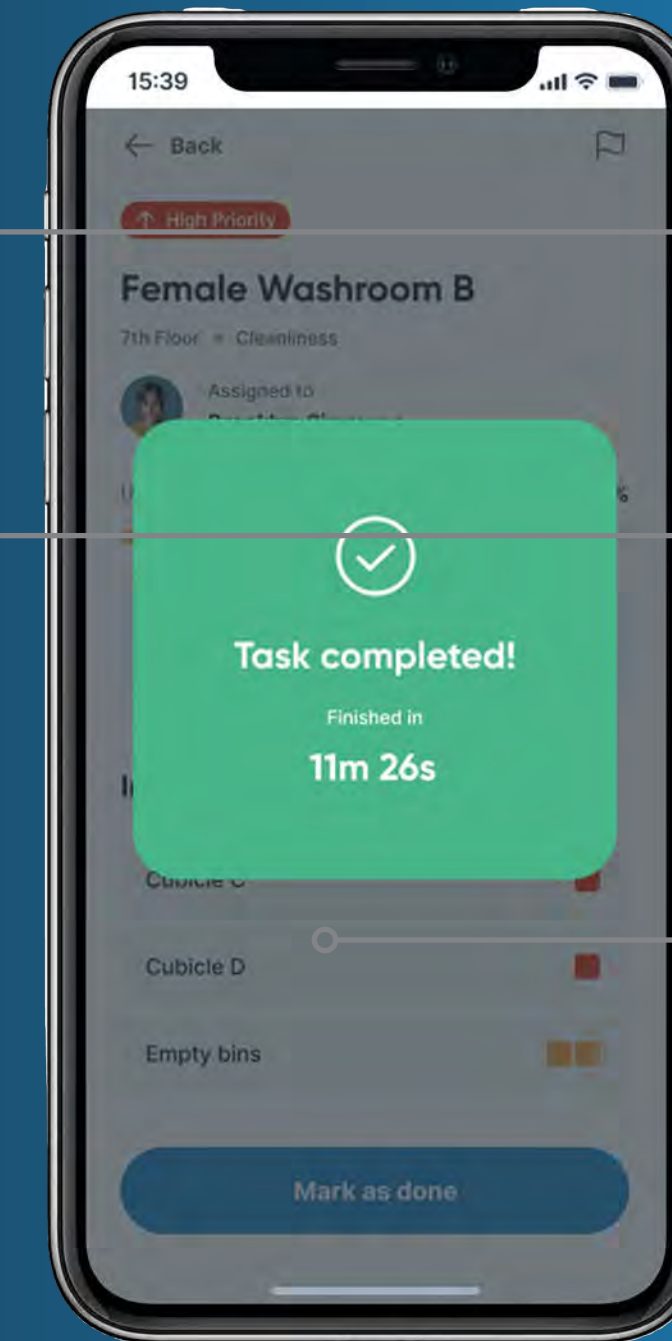 15:39
Back
High Priority
Female Washroom B
7th Floor Cleanliness
Assigned to
%
Task completed!
Finished in
11m 26s
Cubicle C
Cubicle D
Empty bins
Mark as done